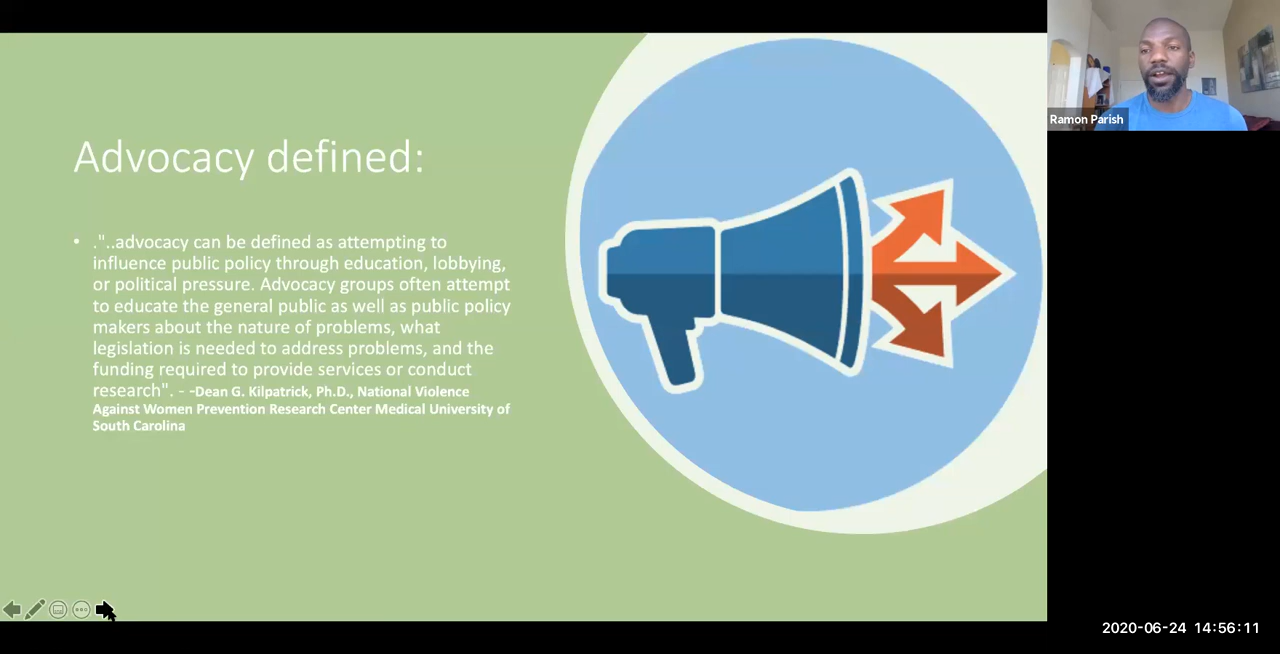 Advocacy defined:
• ."..advocacy can be defined as attempting to
influence public policy through education, lobbying,
or political pressure. Advocacy groups often attempt
to educate the general public as well as public policy
makers about the nature of problems, what
legislation is needed to address problems, and the
funding required to provide services or conduct
research". - -Dean G. Kilpatrick, Ph.D., National Violence
Against Women Prevention Research Center Medical University of
South Carolina
Ramon Parish
2020-06-24 14:56:11